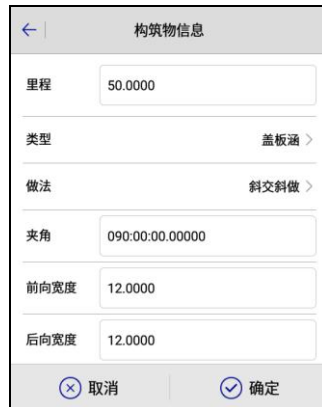 构筑物信息
里程 50.0000
类型 盖板涵
做法 斜交斜做
夹角 090:00:00.00000
前向宽度 12.0000
后向宽度 12.0000
取消 确定